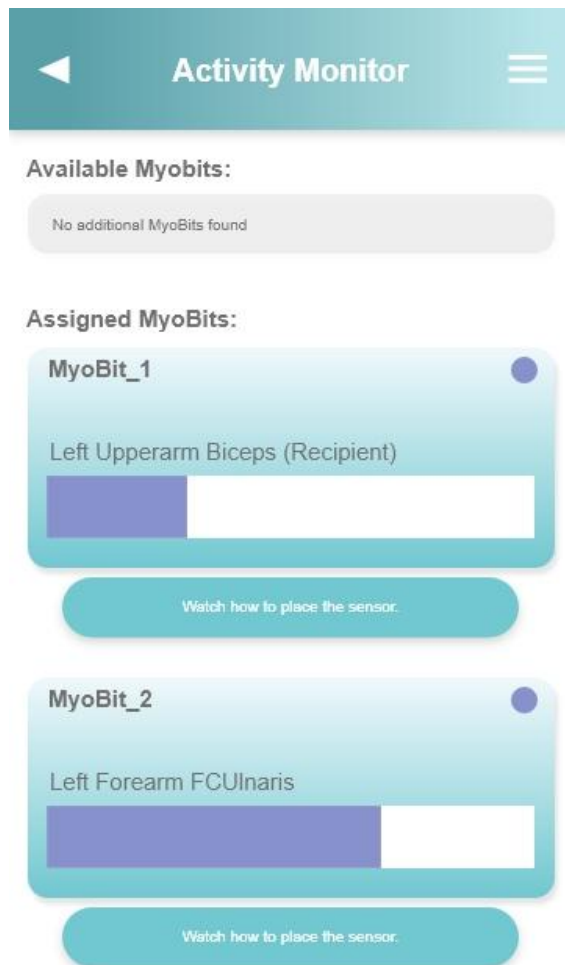 Activity Monitor
Available Myobits:
No additional MyoBits found
Assigned MyoBits:
MyoBit_1
Left Upperarm Biceps (Recipient)
Watch how to place the sensor.
MyoBit_2
Left Forearm FCUlnaris
Watch how to place the sensor.